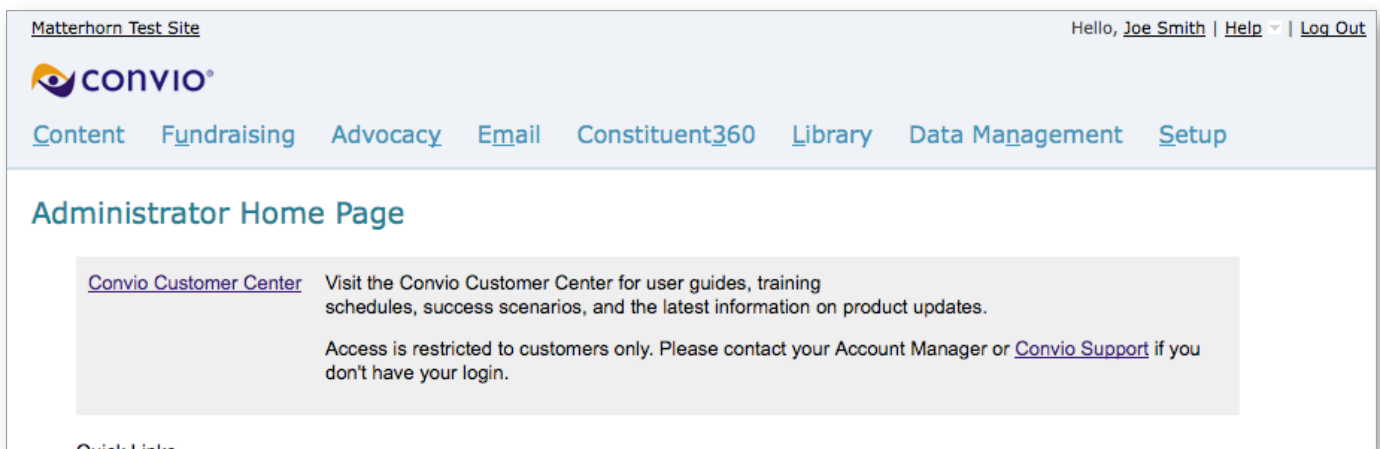 Matterhorn Test Site
Hello, Joe Smith | Help | Log Out
convio®
Content Fundraising Advocacy Email Constituent360 Library Data Management Setup
Administrator Home Page
Convio Customer Center
Visit the Convio Customer Center for user guides, training
schedules, success scenarios, and the latest information on product updates.
Access is restricted to customers only. Please contact your Account Manager or Convio Support if you
don't have your login.
Quick Links